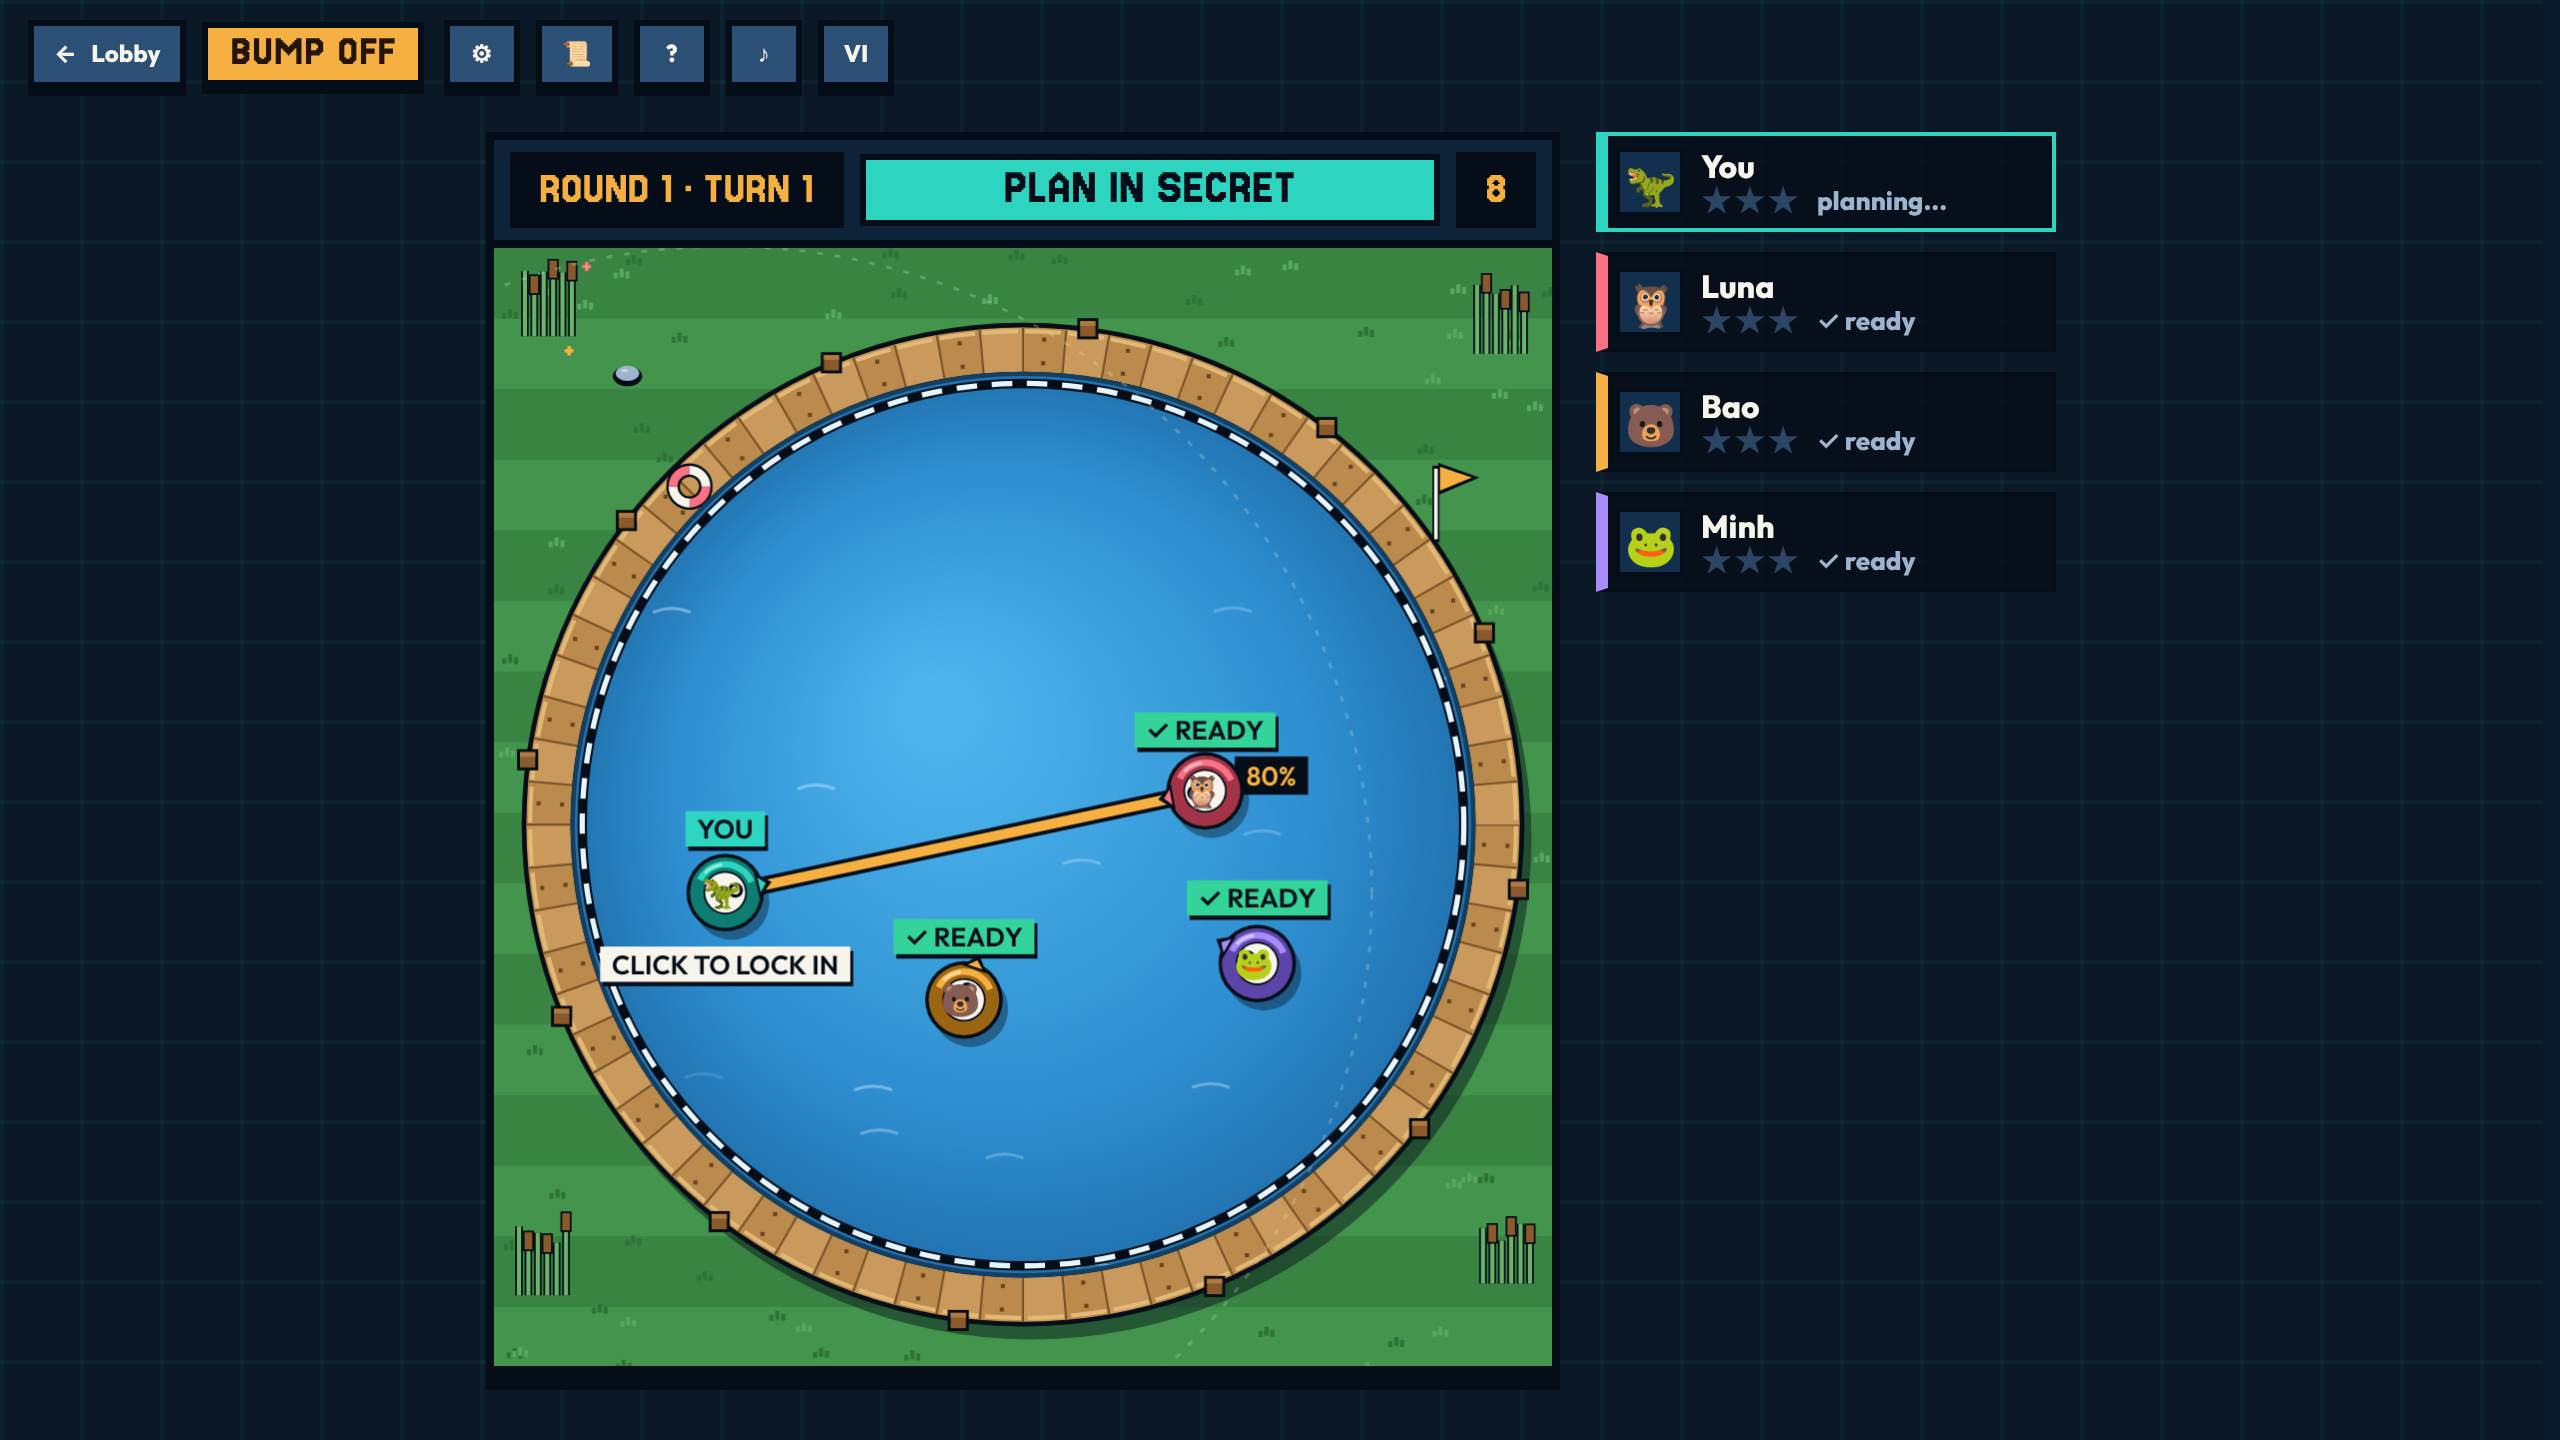 ← Lobby
BUMP OFF
?
♪
VI
ROUND 1 · TURN 1
PLAN IN SECRET
8
You
★★★ planning...
Luna
★★★ ✓ ready
Bao
★★★ ✓ ready
Minh
★★★ ✓ ready
✓ READY
80%
YOU
✓ READY
✓ READY
CLICK TO LOCK IN